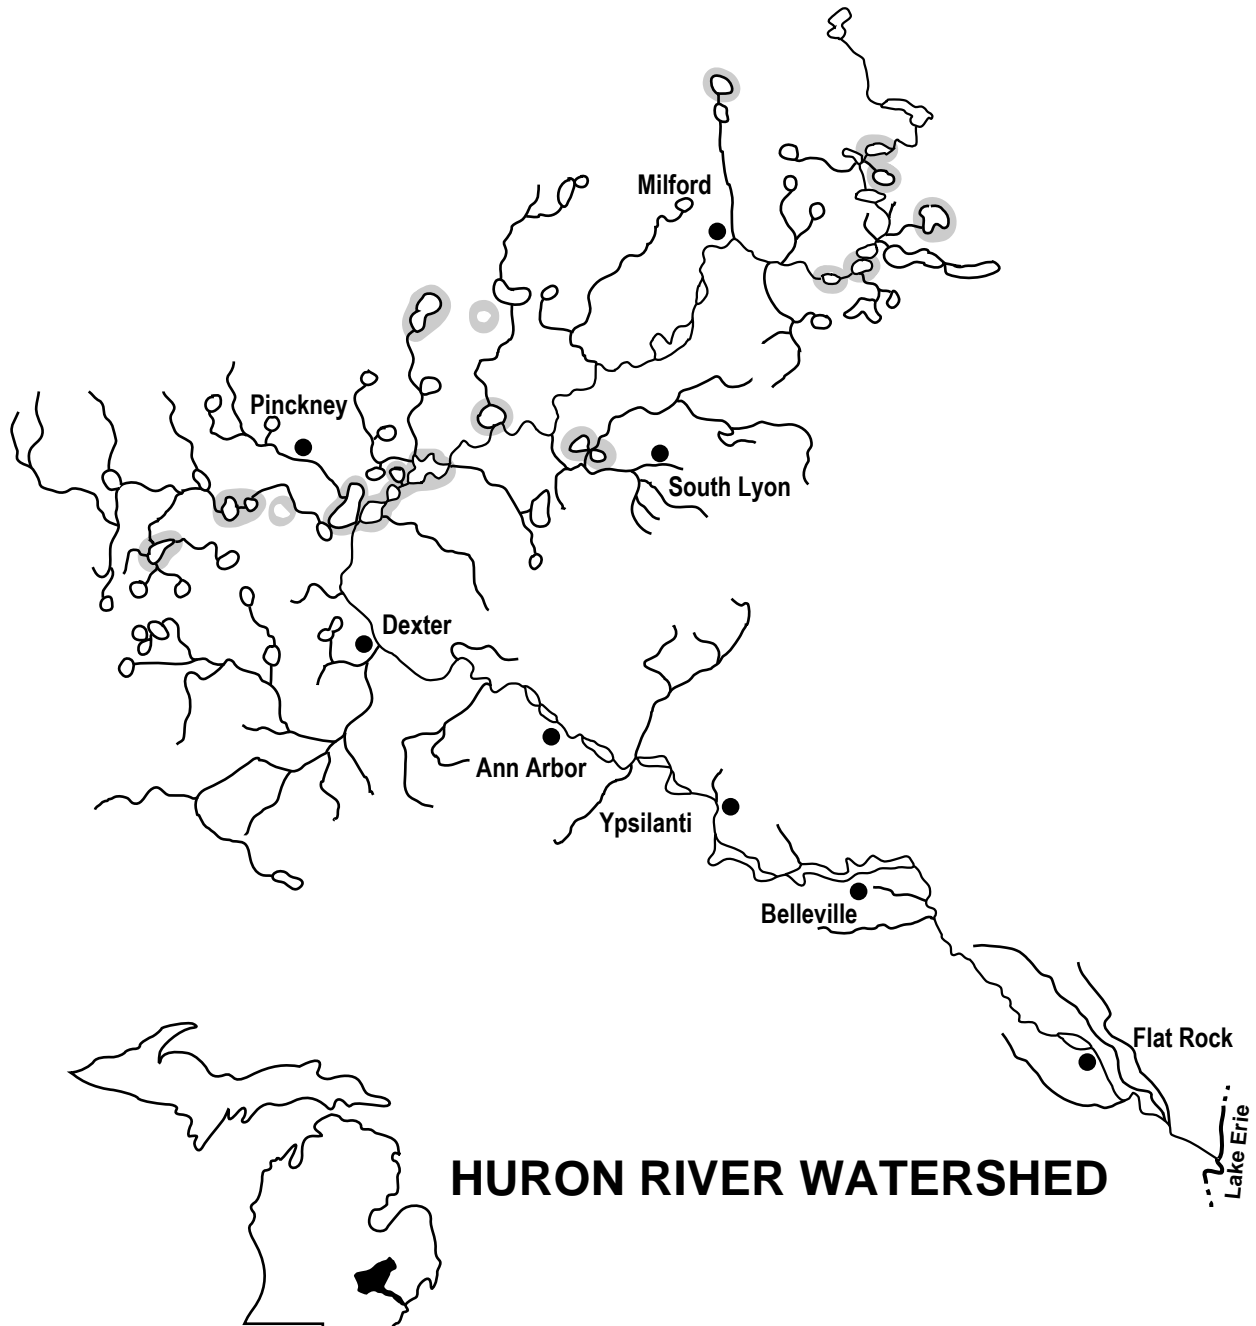 Milford
Pinckney
South Lyon
Dexter
Ann Arbor
Ypsilanti
Belleville
Flat Rock
Lake Erie
HURON RIVER WATERSHED